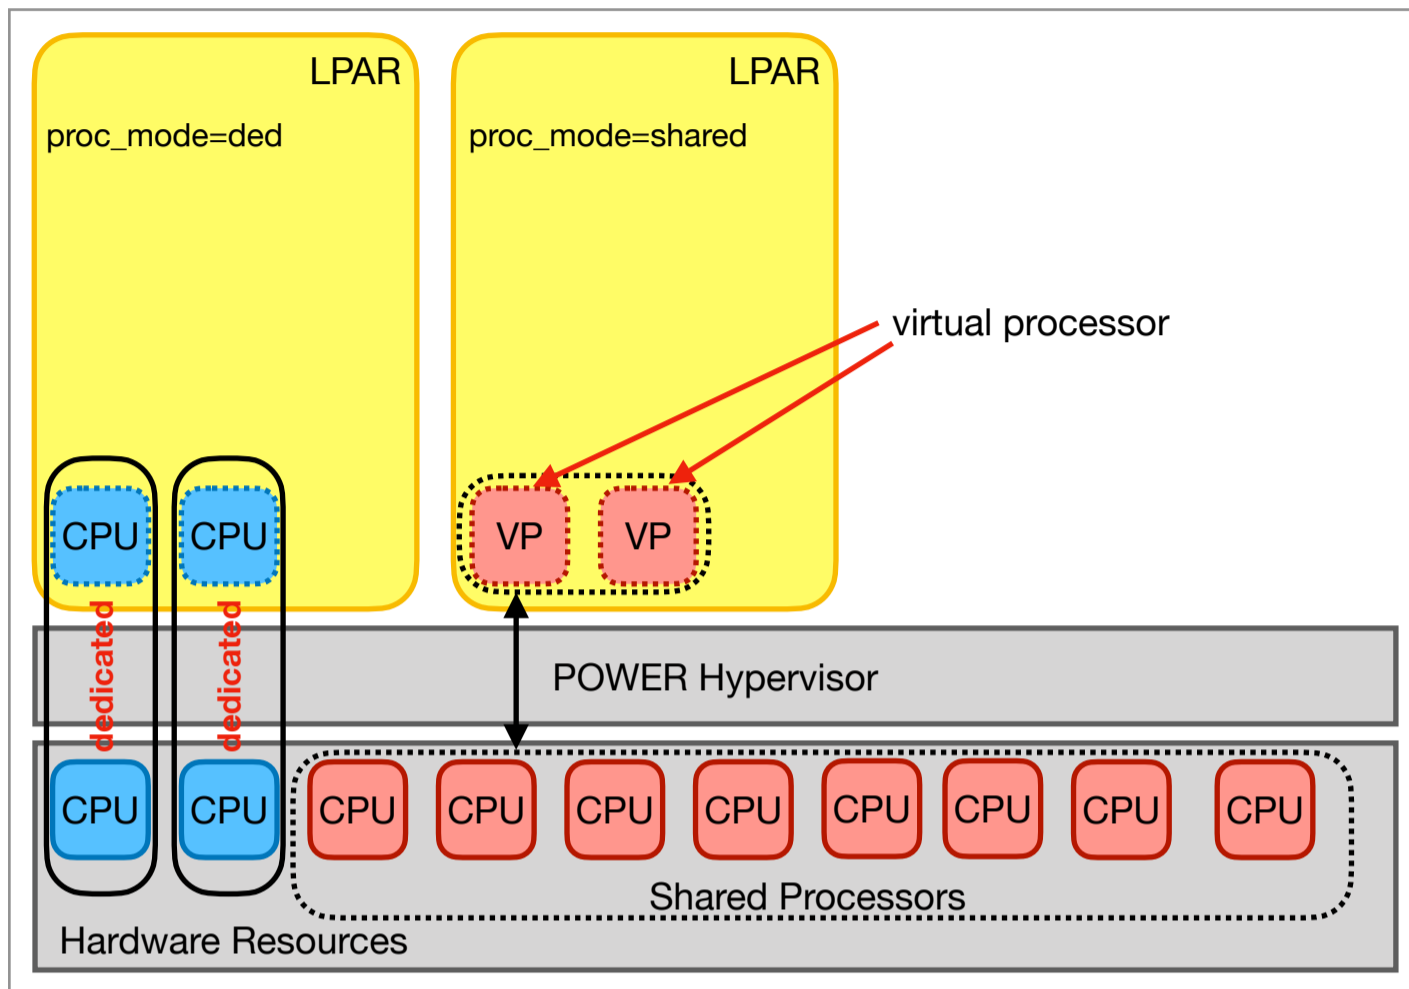 LPAR
LPAR
proc_mode=ded
proc_mode=shared
virtual processor
CPU
CPU
VP
VP
dedicated
dedicated
POWER Hypervisor
CPU
CPU
CPU
CPU
CPU
CPU
CPU
CPU
CPU
CPU
Shared Processors
Hardware Resources